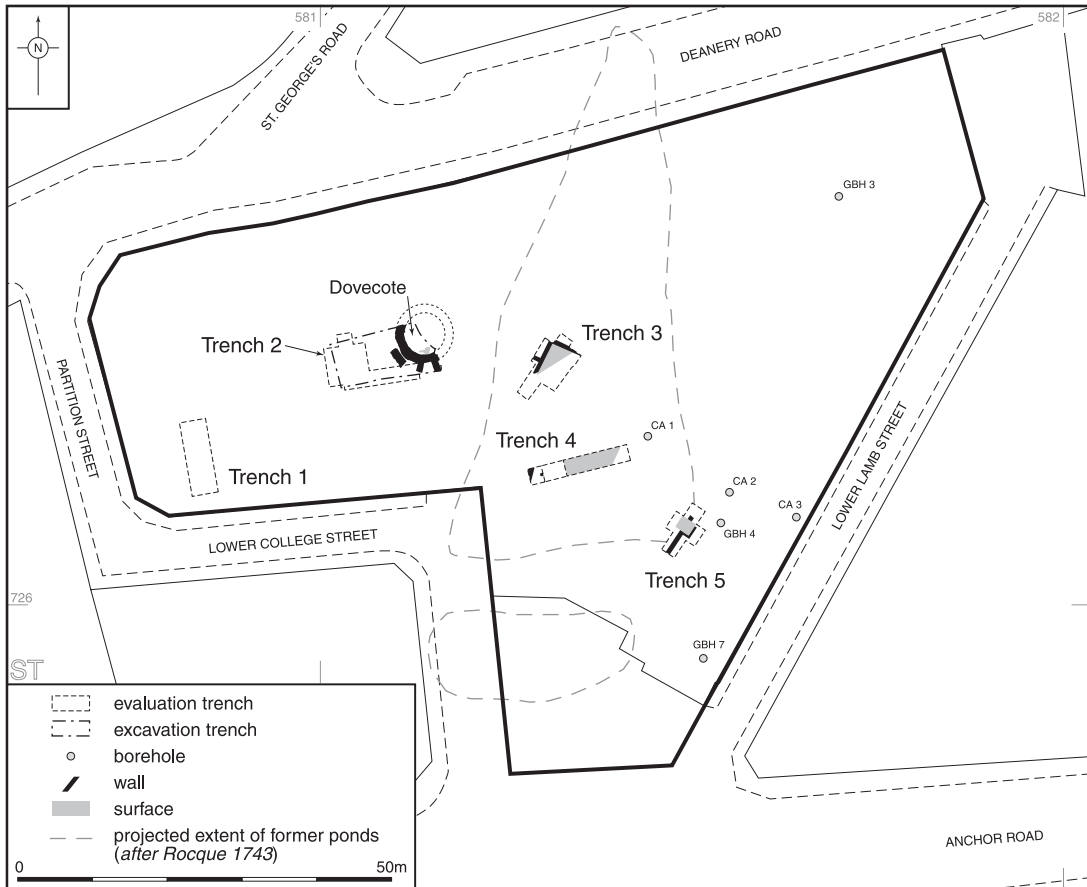 581
582
N
ST. GEORGE'S ROAD
DEANERY ROAD
GBH 3
Dovecote
Trench 2
Trench 3
PARTITION STREET
CA 1
Trench 4
Trench 1
CA 2
CA 3
GBH 4
LOWER LAMB STREET
LOWER COLLEGE STREET
Trench 5
726
GBH 7
ST
evaluation trench
excavation trench
borehole
wall
surface
projected extent of former ponds
(after Rocque 1743)
0
50m
ANCHOR ROAD